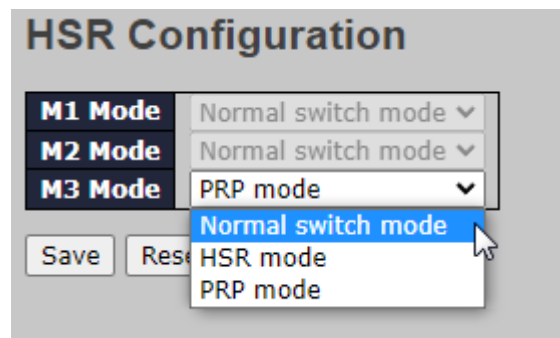 HSR Configuration
M1 Mode Normal switch mode
M2 Mode Normal switch mode
M3 Mode PRP mode
Normal switch mode
Save Rese HSR mode
PRP mode